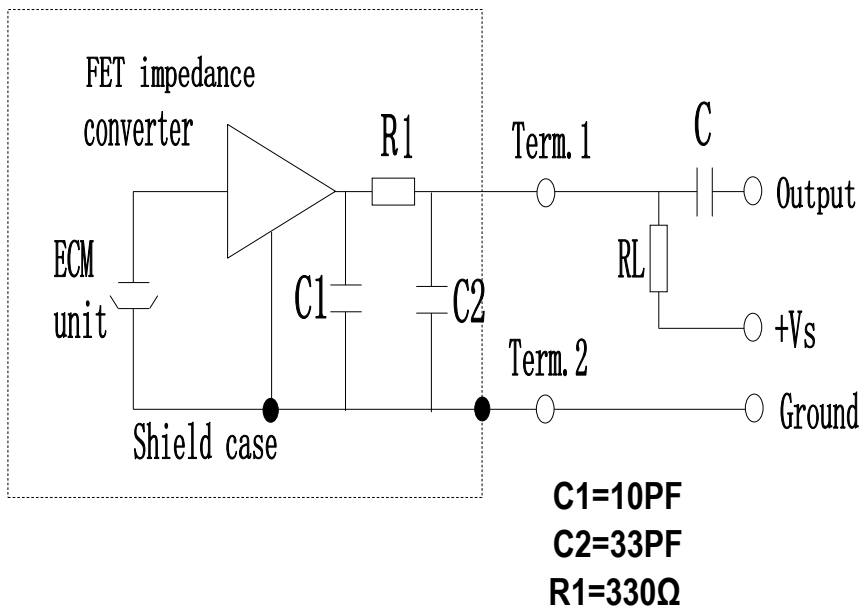 FET impedance
converter
R1
Term.1
C
Output
ECM
unit
C1
C2
RL
+Vs
Term.2
Ground
Shield case
C1=10PF
C2=33PF
R1=330Ω